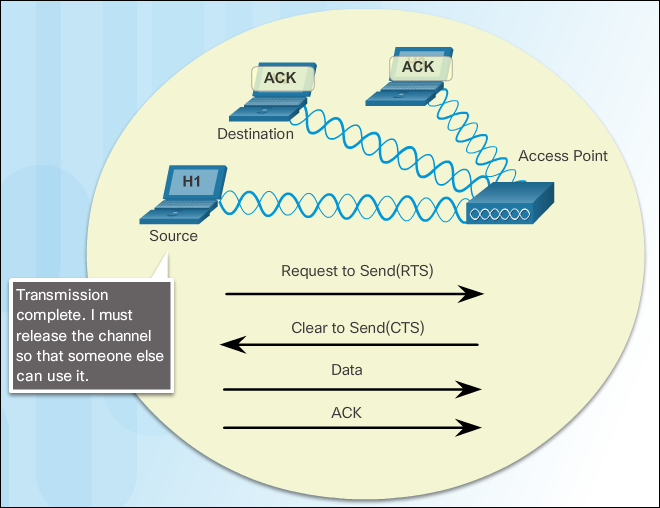 ACK
ACK
Destination
Access Point
H1
Source
Transmission
complete. I must
release the channel
so that someone else
can use it.
Request to Send(RTS)
Clear to Send(CTS)
Data
ACK